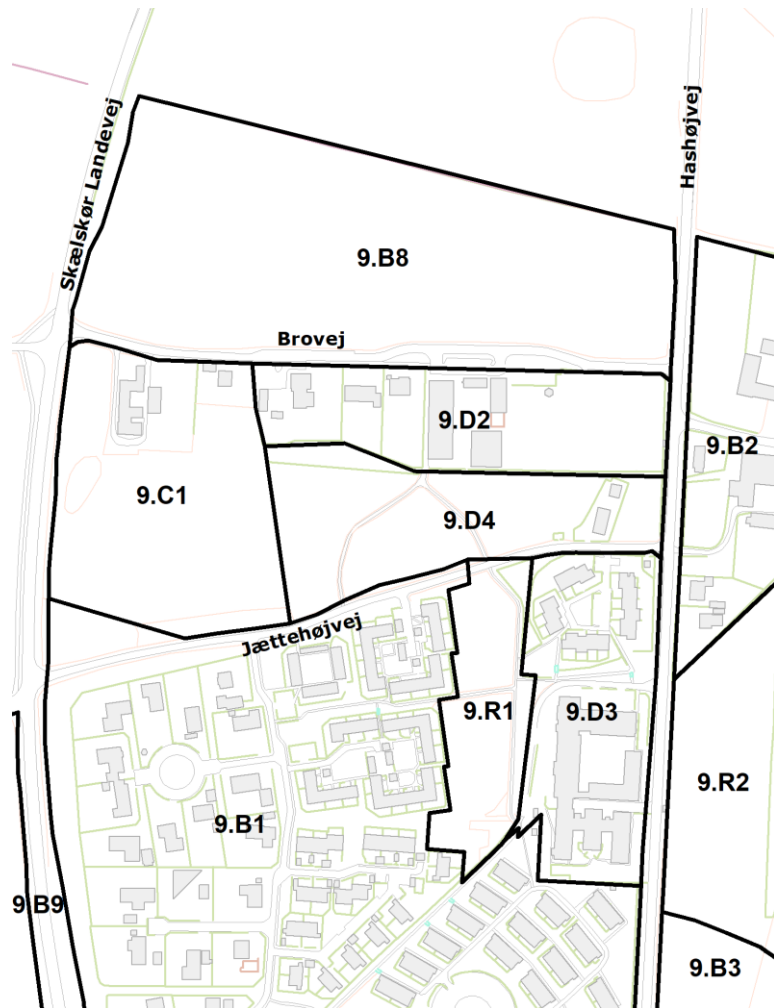 Skælskør Landevej
Hashøjvej
9.B8
Brovej
9.D2
9.B2
9.C1
9.D4
Jættehøjvej
9.R1
9.D3
9.R2
9.B1
9.B9
9.B3